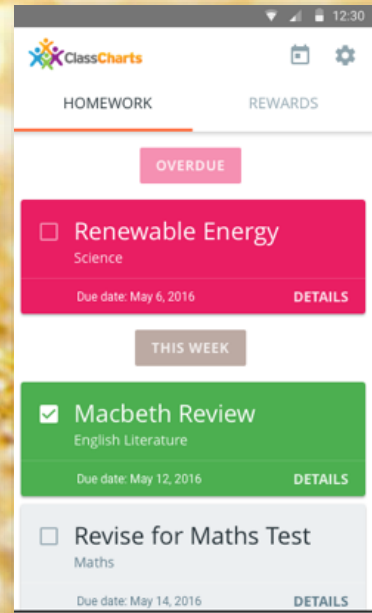 12:30
ClassCharts
HOMEWORK REWARDS
OVERDUE
Renewable Energy
Science
Due date: May 6, 2016 DETAILS
THIS WEEK
Macbeth Review
English Literature
Due date: May 12, 2016 DETAILS
Revise for Maths Test
Maths
Due date: May 14, 2016 DETAILS